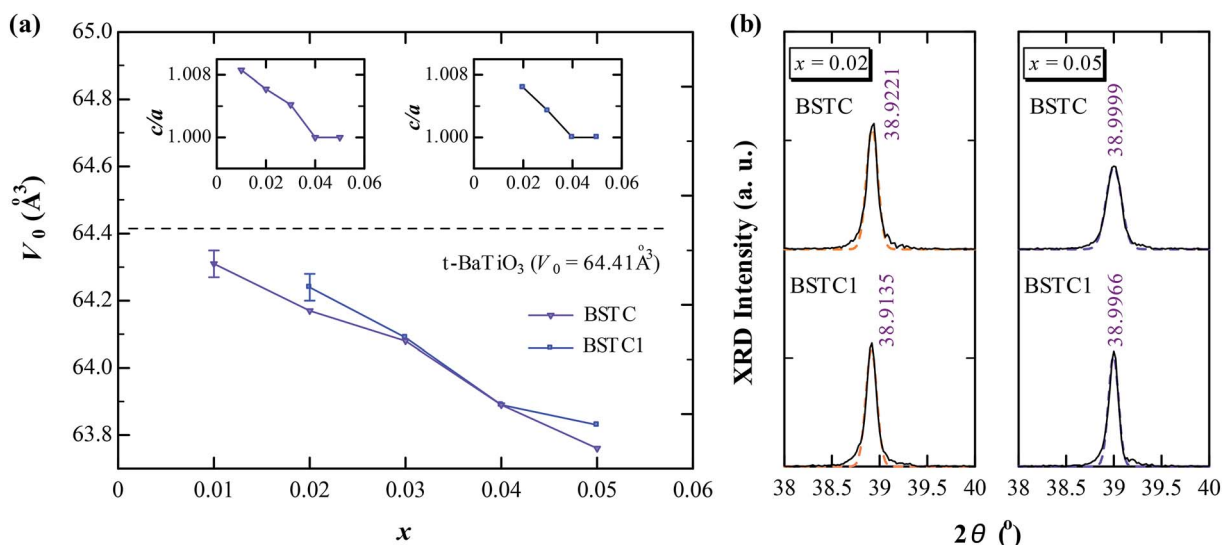 (a)
65.0
64.8
64.6
64.4
64.2
64.0
63.8
V0 (Å3)
0
0.01
0.02
0.03
0.04
0.05
0.06
x
1.008
1.000
c/a
0.00
0.02
0.04
0.06
1.008
1.000
c/a
0.00
0.02
0.04
0.06
t-BaTiO3 (V0 = 64.41Å3)
BSTC
BSTC1
(b)
XRD Intensity (a. u.)
x = 0.02
BSTC
38.9221
BSTC1
38.9135
38
38.5
39
39.5
40
x = 0.05
BSTC
38.9999
BSTC1
38.9966
38
38.5
39
39.5
40
2θ (o)